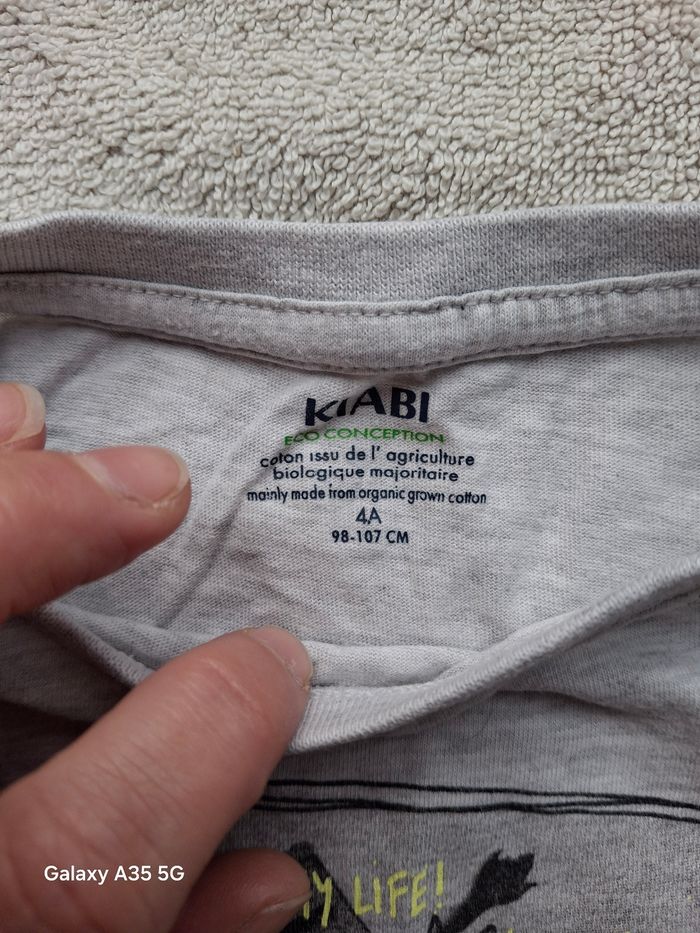 KIABI
ECO CONCEPTION
coton issu de l' agriculture
biologique majoritaire
mainly made from organic grown cotton
4A
98-107 CM
LiFE!
Galaxy A35 5G